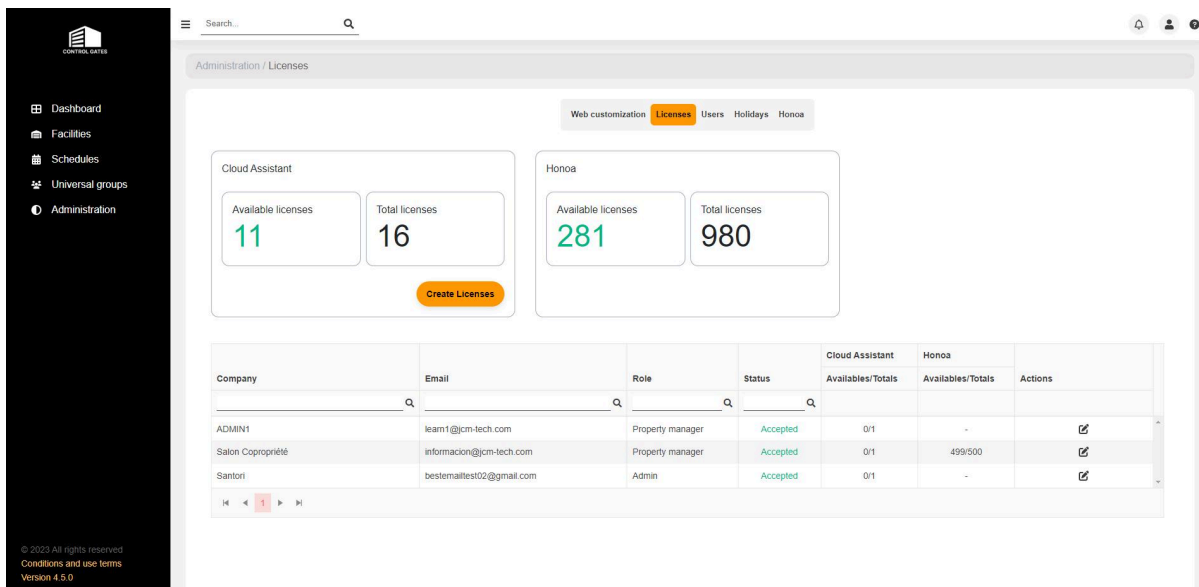 CONTROL GATES
Search...
Administration / Licenses
Dashboard
Facilities
Schedules
Universal groups
Administration
Web customization Licenses Users Holidays Honoa
Cloud Assistant
Available licenses
11
Total licenses
16
Create Licenses
Honoa
Available licenses
281
Total licenses
980
Cloud Assistant Honoa
Company Email Role Status Availables/Totals Availables/Totals Actions
ADMIN1 learn1@jcm-tech.com Property manager Accepted 0/1 -
Salon Copropriété informacion@jcm-tech.com Property manager Accepted 0/1 499/500
Santori bestemailtest02@gmail.com Admin Accepted 0/1 -
1
© 2023 All rights reserved
Conditions and use terms
Version 4.5.0